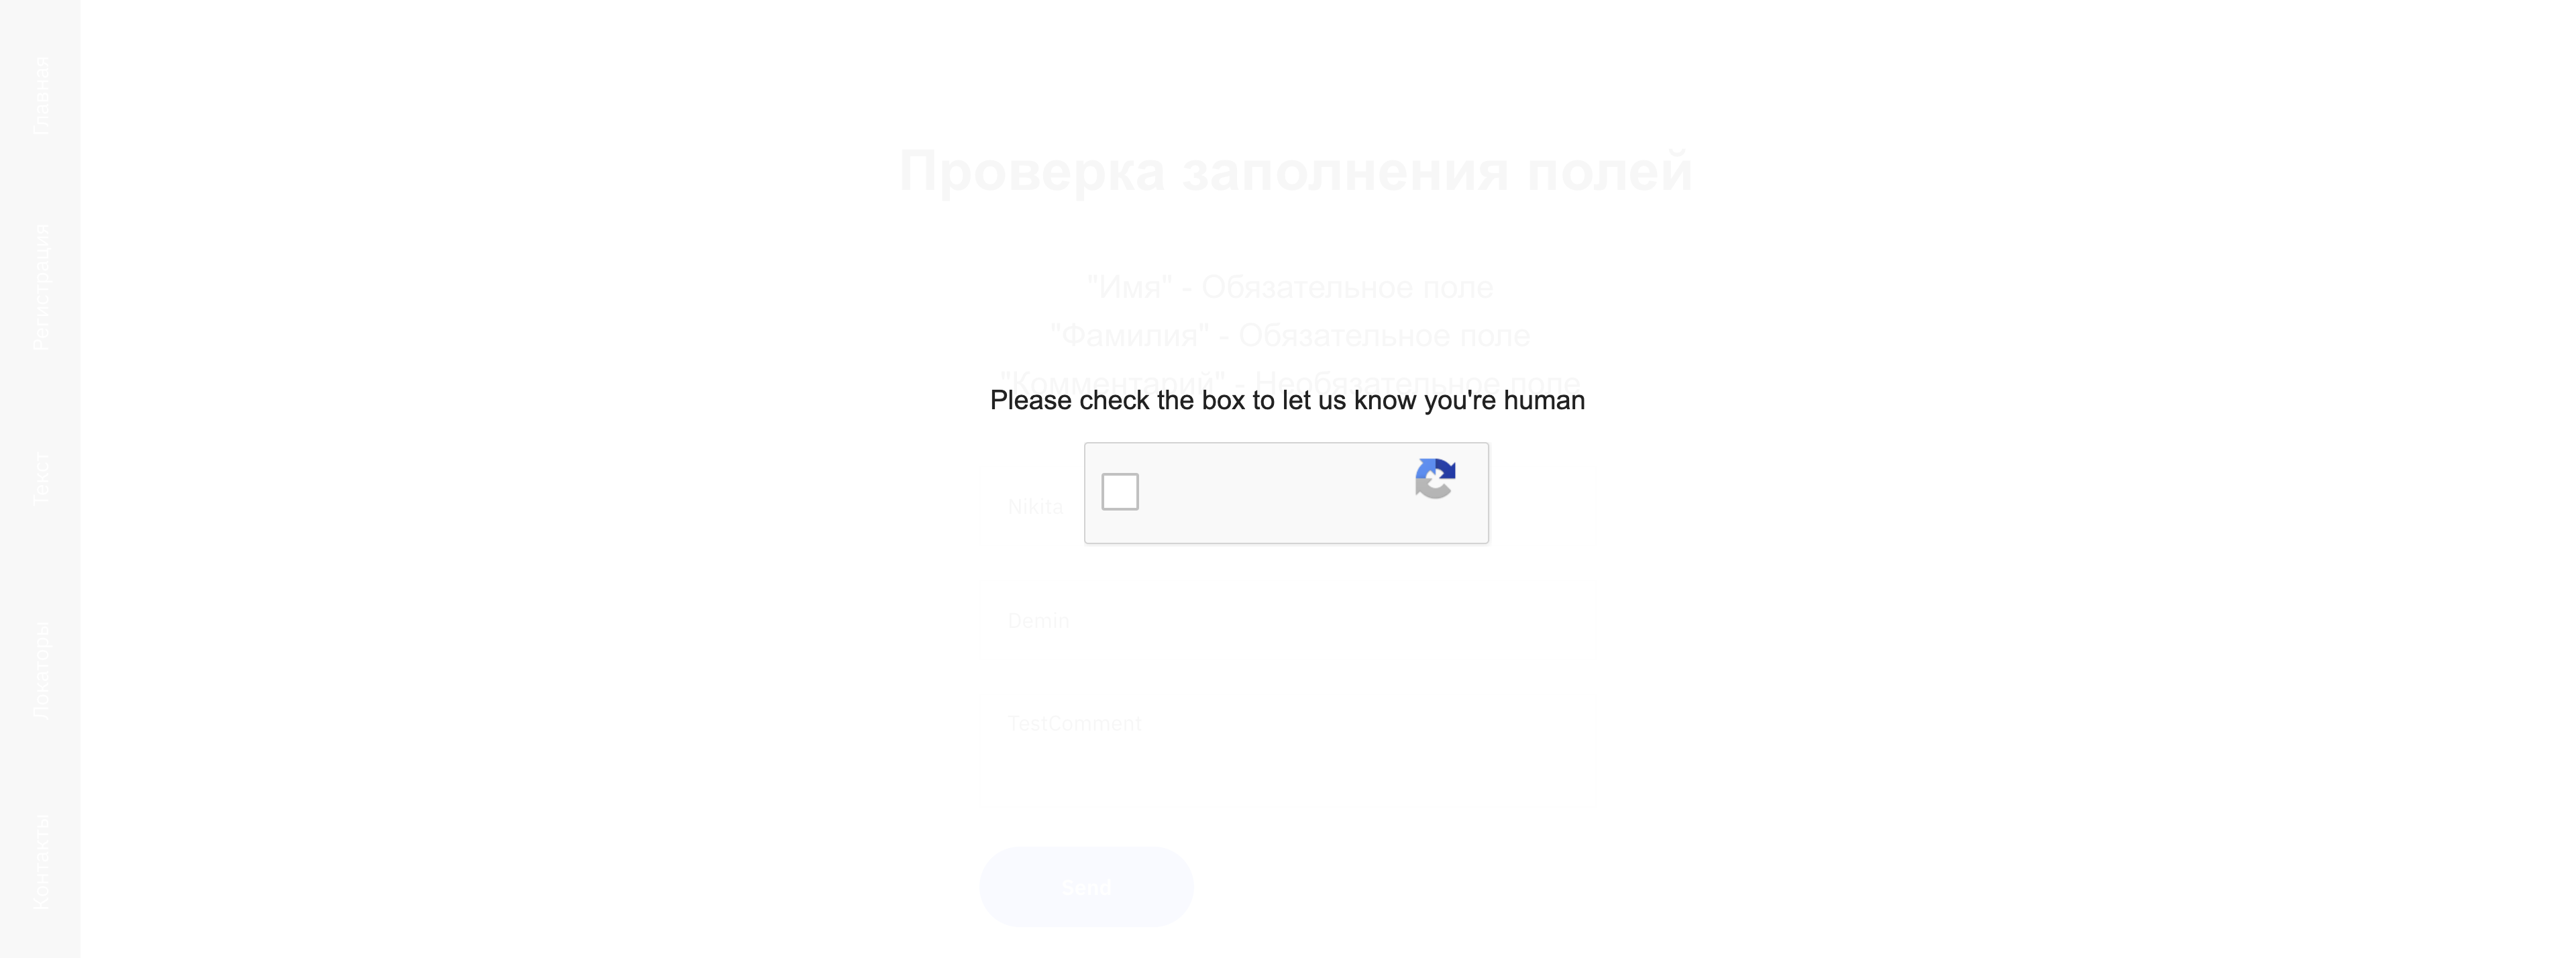 Главная
Регистрация
Текст
Локаторы
Контакты
Проверка заполнения полей
"Имя" - Обязательное поле
"Фамилия" - Обязательное поле
"Комментарий" - Необязательное поле
Please check the box to let us know you're human
Nikita
Demin
TestComment
Send